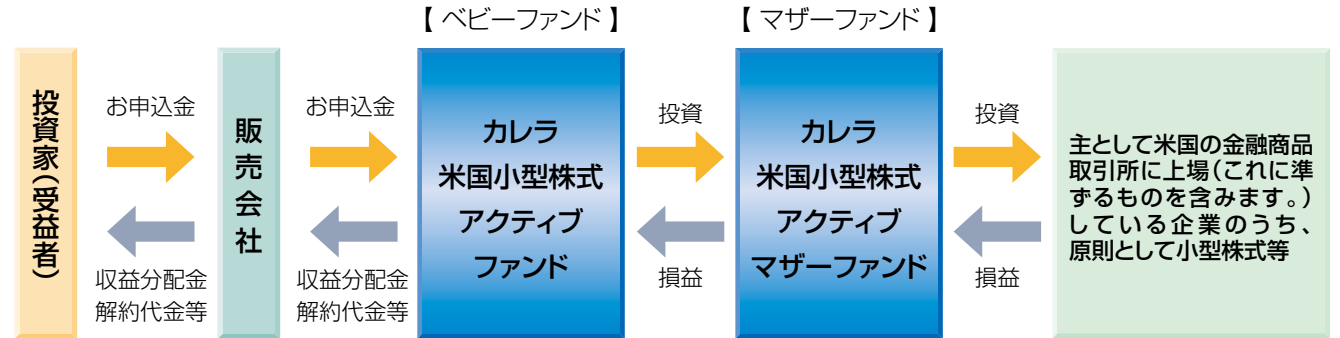 【 ベビーファンド 】
【 マザーファンド 】
投資家（受益者）
お申込金
収益分配金
解約代金等
販売会社
お申込金
収益分配金
解約代金等
カレラ
米国小型株式
アクティブ
ファンド
投資
損益
カレラ
米国小型株式
アクティブ
マザーファンド
投資
損益
主として米国の金融商品
取引所に上場（これに準
ずるものを含みます。）
している企業のうち、
原則として小型株式等